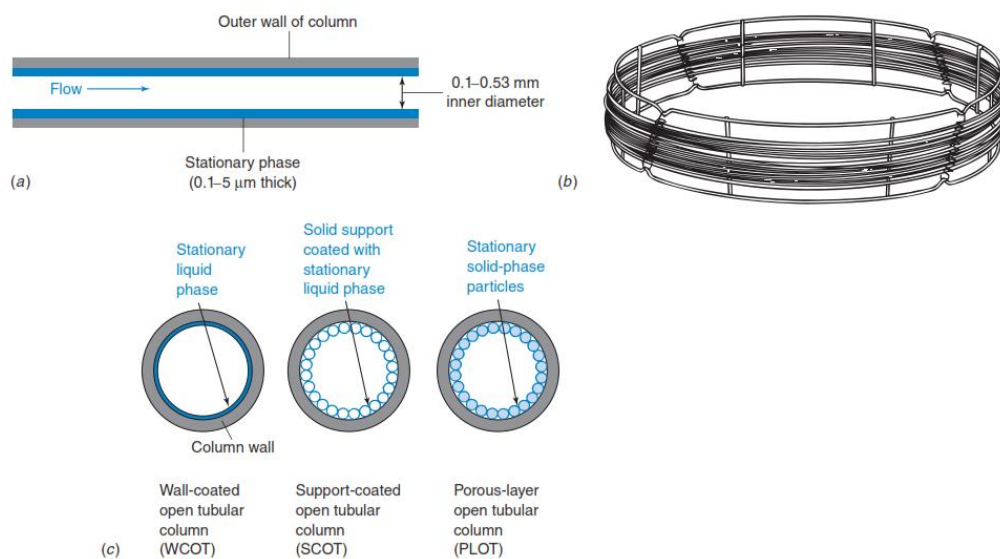 Outer wall of column
Flow
0.1–0.53 mm
inner diameter
Stationary phase
(0.1–5 μm thick)
(a)
(b)
Stationary
liquid
phase
Solid support
coated with
stationary
liquid phase
Stationary
solid-phase
particles
Column wall
Wall-coated
open tubular
column
(WCOT)
Support-coated
open tubular
column
(SCOT)
Porous-layer
open tubular
column
(PLOT)
(c)